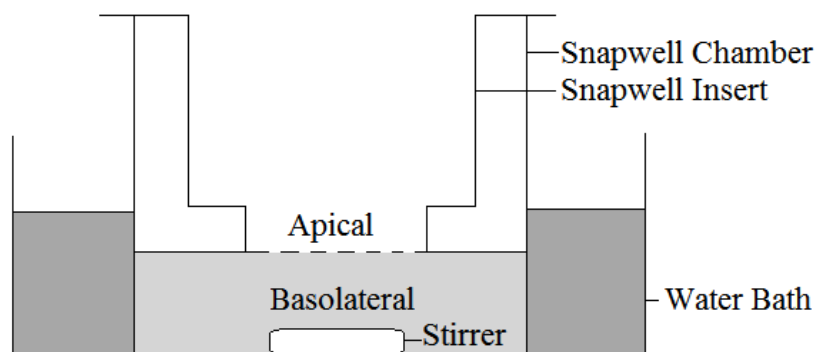 Snapwell Chamber
Snapwell Insert
Apical
Basolateral
Water Bath
Stirrer